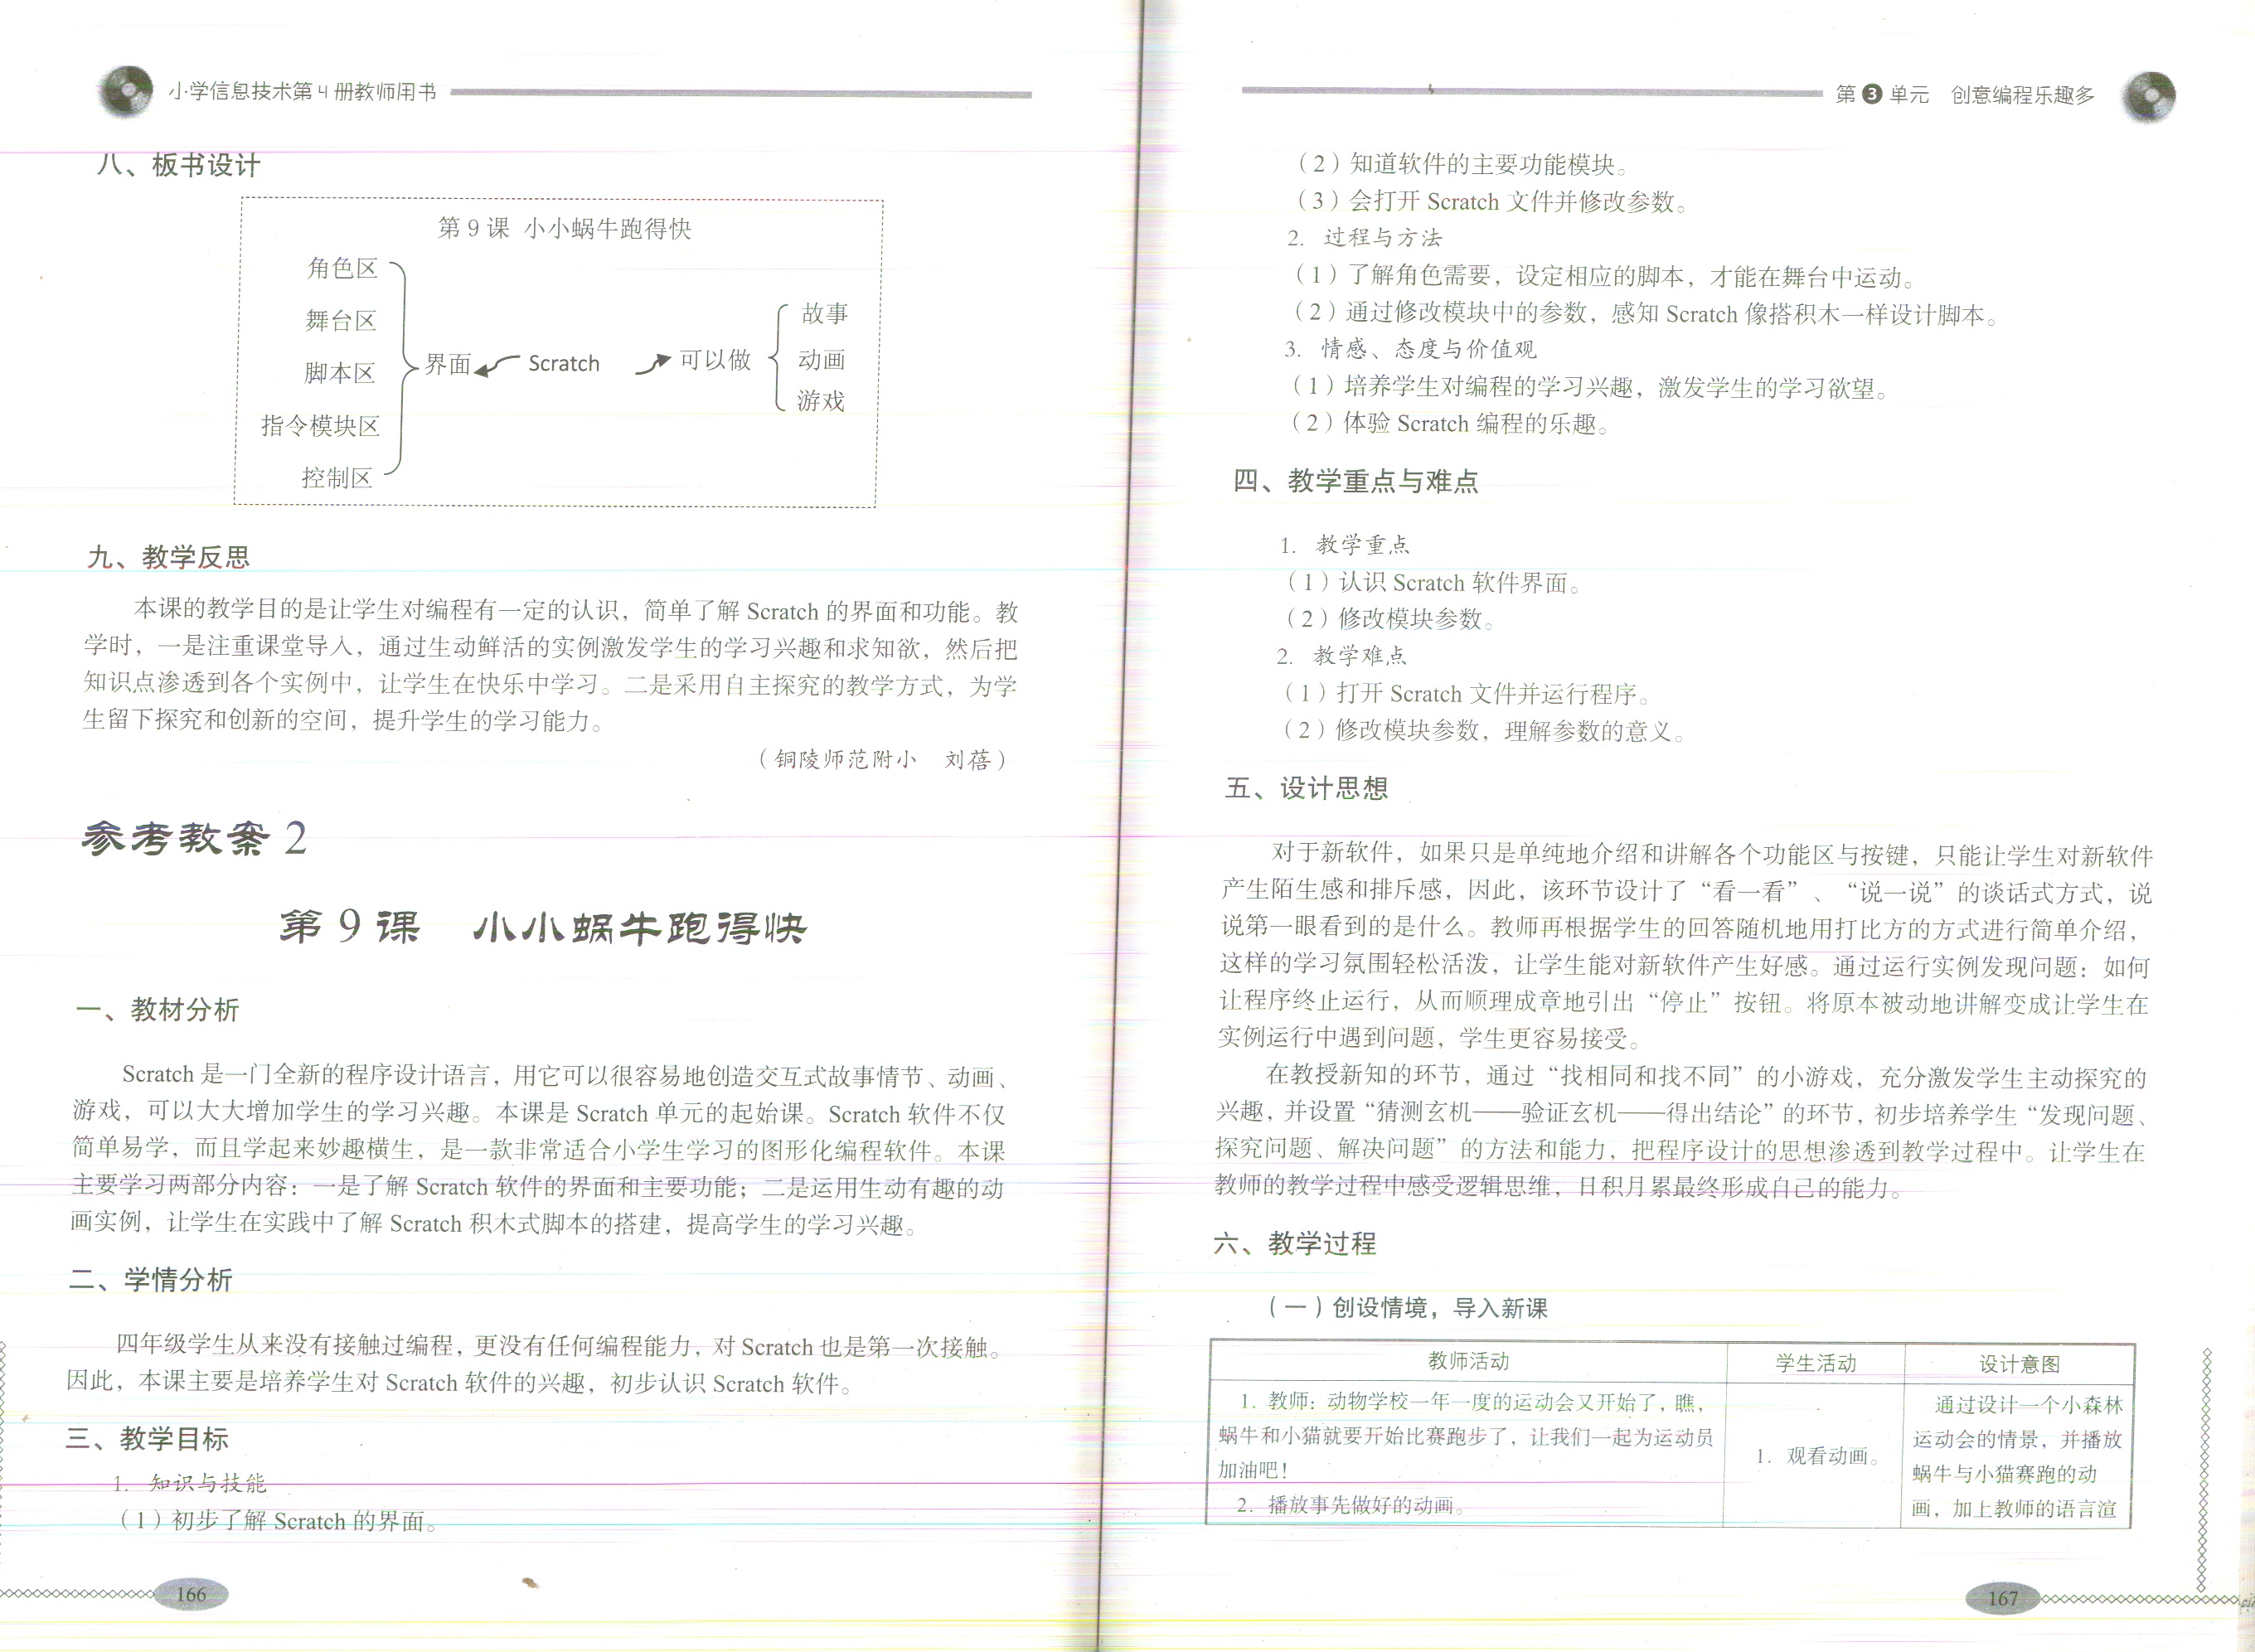 小学信息技术第4册教师用书
八、板书设计
第9课 小小蜗牛跑得快
角色区
舞台区
脚本区
指令模块区
控制区
界面
Scratch
可以做
故事
动画
游戏
九、教学反思
本课的教学目的是让学生对编程有一定的认识，简单了解 Scratch 的界面和功能。教
学时，一是注重课堂导入，通过生动鲜活的实例激发学生的学习兴趣和求知欲，然后把
知识点渗透到各个实例中，让学生在快乐中学习。二是采用自主探究的教学方式，为学
生留下探究和创新的空间，提升学生的学习能力。
（铜陵师范附小 刘蓓）
参考教案 2
第 9 课 小小蜗牛跑得快
一、教材分析
Scratch 是一门全新的程序设计语言，用它可以很容易地创造交互式故事情节、动画、
游戏，可以大大增加学生的学习兴趣。本课是 Scratch 单元的起始课。Scratch 软件不仅
简单易学，而且学起来妙趣横生，是一款非常适合小学生学习的图形化编程软件。本课
主要学习两部分内容：一是了解 Scratch 软件的界面和主要功能；二是运用生动有趣的动
画实例，让学生在实践中了解 Scratch 积木式脚本的搭建，提高学生的学习兴趣。
二、学情分析
四年级学生从来没有接触过编程，更没有任何编程能力，对 Scratch 也是第一次接触。
因此，本课主要是培养学生对 Scratch 软件的兴趣，初步认识 Scratch 软件。
三、教学目标
1. 知识与技能
（1）初步了解 Scratch 的界面。
166
第3单元 创意编程乐趣多
（2）知道软件的主要功能模块。
（3）会打开 Scratch 文件并修改参数。
2. 过程与方法
（1）了解角色需要，设定相应的脚本，才能在舞台中运动。
（2）通过修改模块中的参数，感知 Scratch 像搭积木一样设计脚本。
3. 情感、态度与价值观
（1）培养学生对编程的学习兴趣，激发学生的学习欲望。
（2）体验 Scratch 编程的乐趣。
四、教学重点与难点
1. 教学重点
（1）认识 Scratch 软件界面。
（2）修改模块参数。
2. 教学难点
（1）打开 Scratch 文件并运行程序。
（2）修改模块参数，理解参数的意义。
五、设计思想
对于新软件，如果只是单纯地介绍和讲解各个功能区与按键，只能让学生对新软件
产生陌生感和排斥感，因此，该环节设计了“看一看”、“说一说”的谈话式方式，说
说第一眼看到的是什么。教师再根据学生的回答随机地用打比方的方式进行简单介绍，
这样的学习氛围轻松活泼，让学生能对新软件产生好感。通过运行实例发现问题：如何
让程序终止运行，从而顺理成章地引出“停止”按钮。将原本被动地讲解变成让学生在
实例运行中遇到问题，学生更容易接受。
在教授新知的环节，通过“找相同和找不同”的小游戏，充分激发学生主动探究的
兴趣，并设置“猜测玄机——验证玄机——得出结论”的环节，初步培养学生“发现问题、
探究问题、解决问题”的方法和能力，把程序设计的思想渗透到教学过程中。让学生在
教师的教学过程中感受逻辑思维，日积月累最终形成自己的能力。
六、教学过程
（一）创设情境，导入新课
教师活动 学生活动 设计意图
1. 教师：动物学校一年一度的运动会又开始了，瞧，
蜗牛和小猫就要开始比赛跑步了，让我们一起为运动员
加油吧！
2. 播放事先做好的动画。
1. 观看动画。
通过设计一个小森林
运动会的情景，并播放
蜗牛与小猫赛跑的动
画，加上教师的语言渲
167